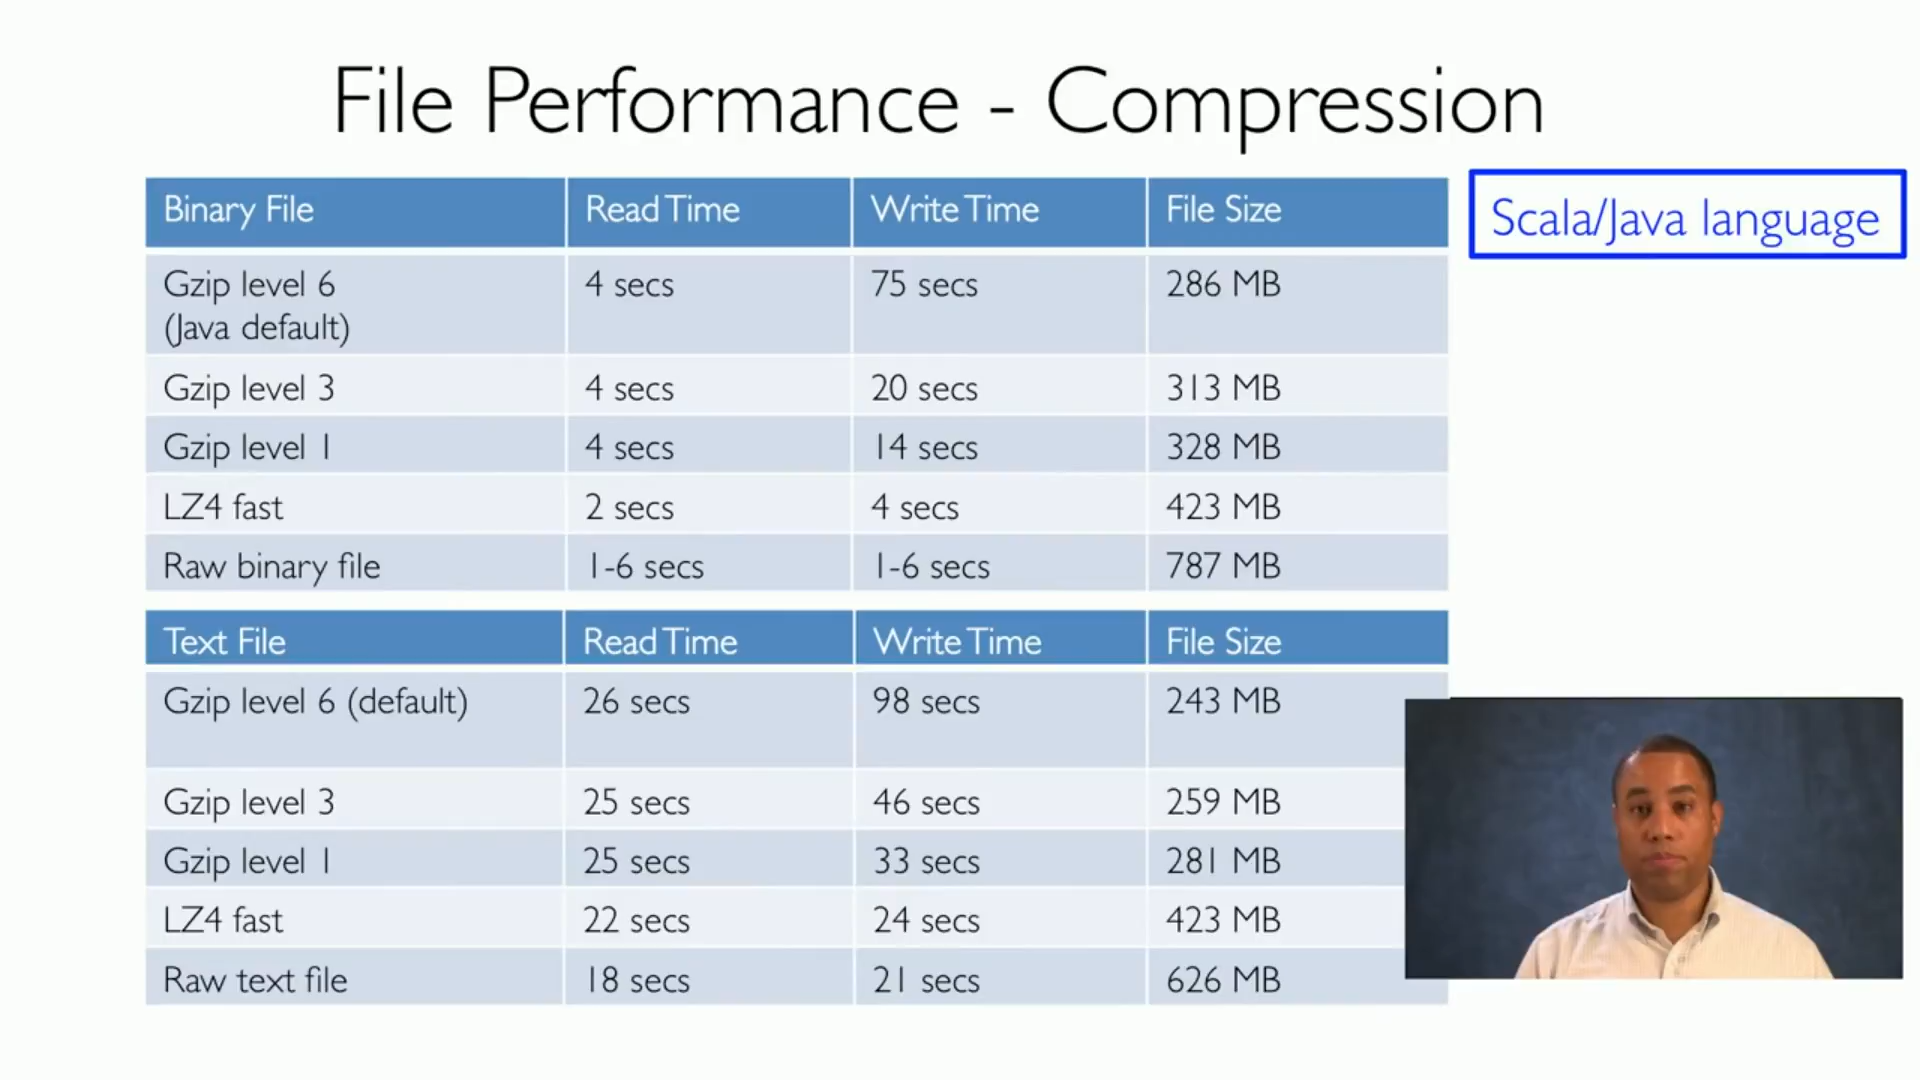 File Performance - Compression
Scala/Java language
Binary File Read Time Write Time File Size
Gzip level 6 4 secs 75 secs 286 MB
(Java default)
Gzip level 3 4 secs 20 secs 313 MB
Gzip level 1 4 secs 14 secs 328 MB
LZ4 fast 2 secs 4 secs 423 MB
Raw binary file 1-6 secs 1-6 secs 787 MB
Text File Read Time Write Time File Size
Gzip level 6 (default) 26 secs 98 secs 243 MB
Gzip level 3 25 secs 46 secs 259 MB
Gzip level 1 25 secs 33 secs 281 MB
LZ4 fast 22 secs 24 secs 423 MB
Raw text file 18 secs 21 secs 626 MB